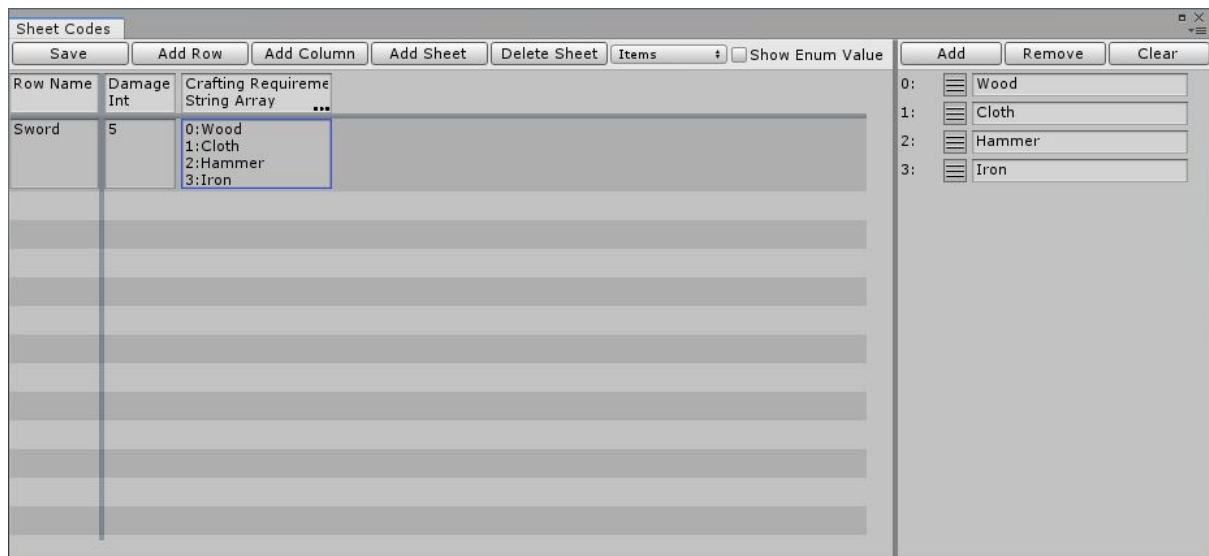 Sheet Codes
Save Add Row Add Column Add Sheet Delete Sheet Items Show Enum Value
Row Name Damage Crafting Requireme
Int String Array ...
Sword 5 0:Wood
1:Cloth
2:Hammer
3:Iron
Add Remove Clear
0: Wood
1: Cloth
2: Hammer
3: Iron